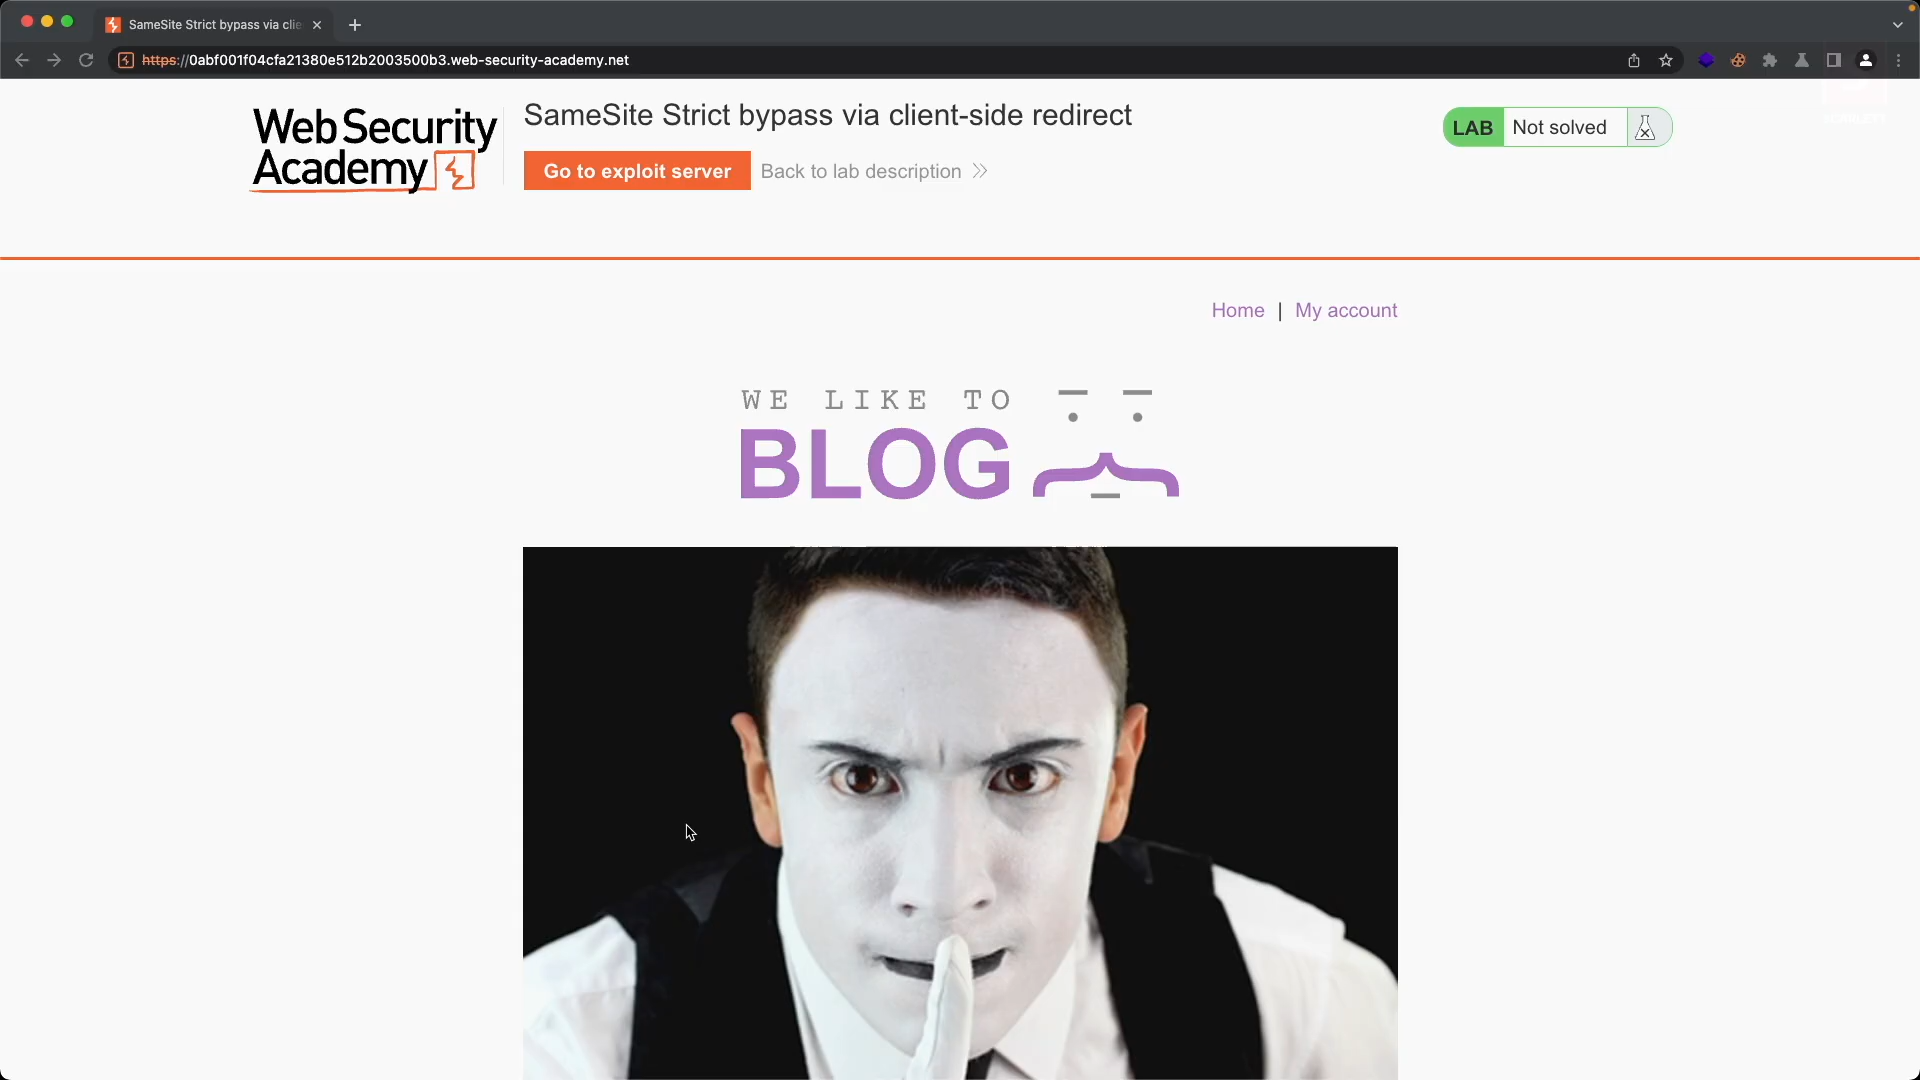 SameSite Strict bypass via clie
https://0abf001f04cfa21380e512b2003500b3.web-security-academy.net
Web Security
Academy
SameSite Strict bypass via client-side redirect
Go to exploit server
Back to lab description
LAB
Not solved
Home | My account
WE LIKE TO
BLOG